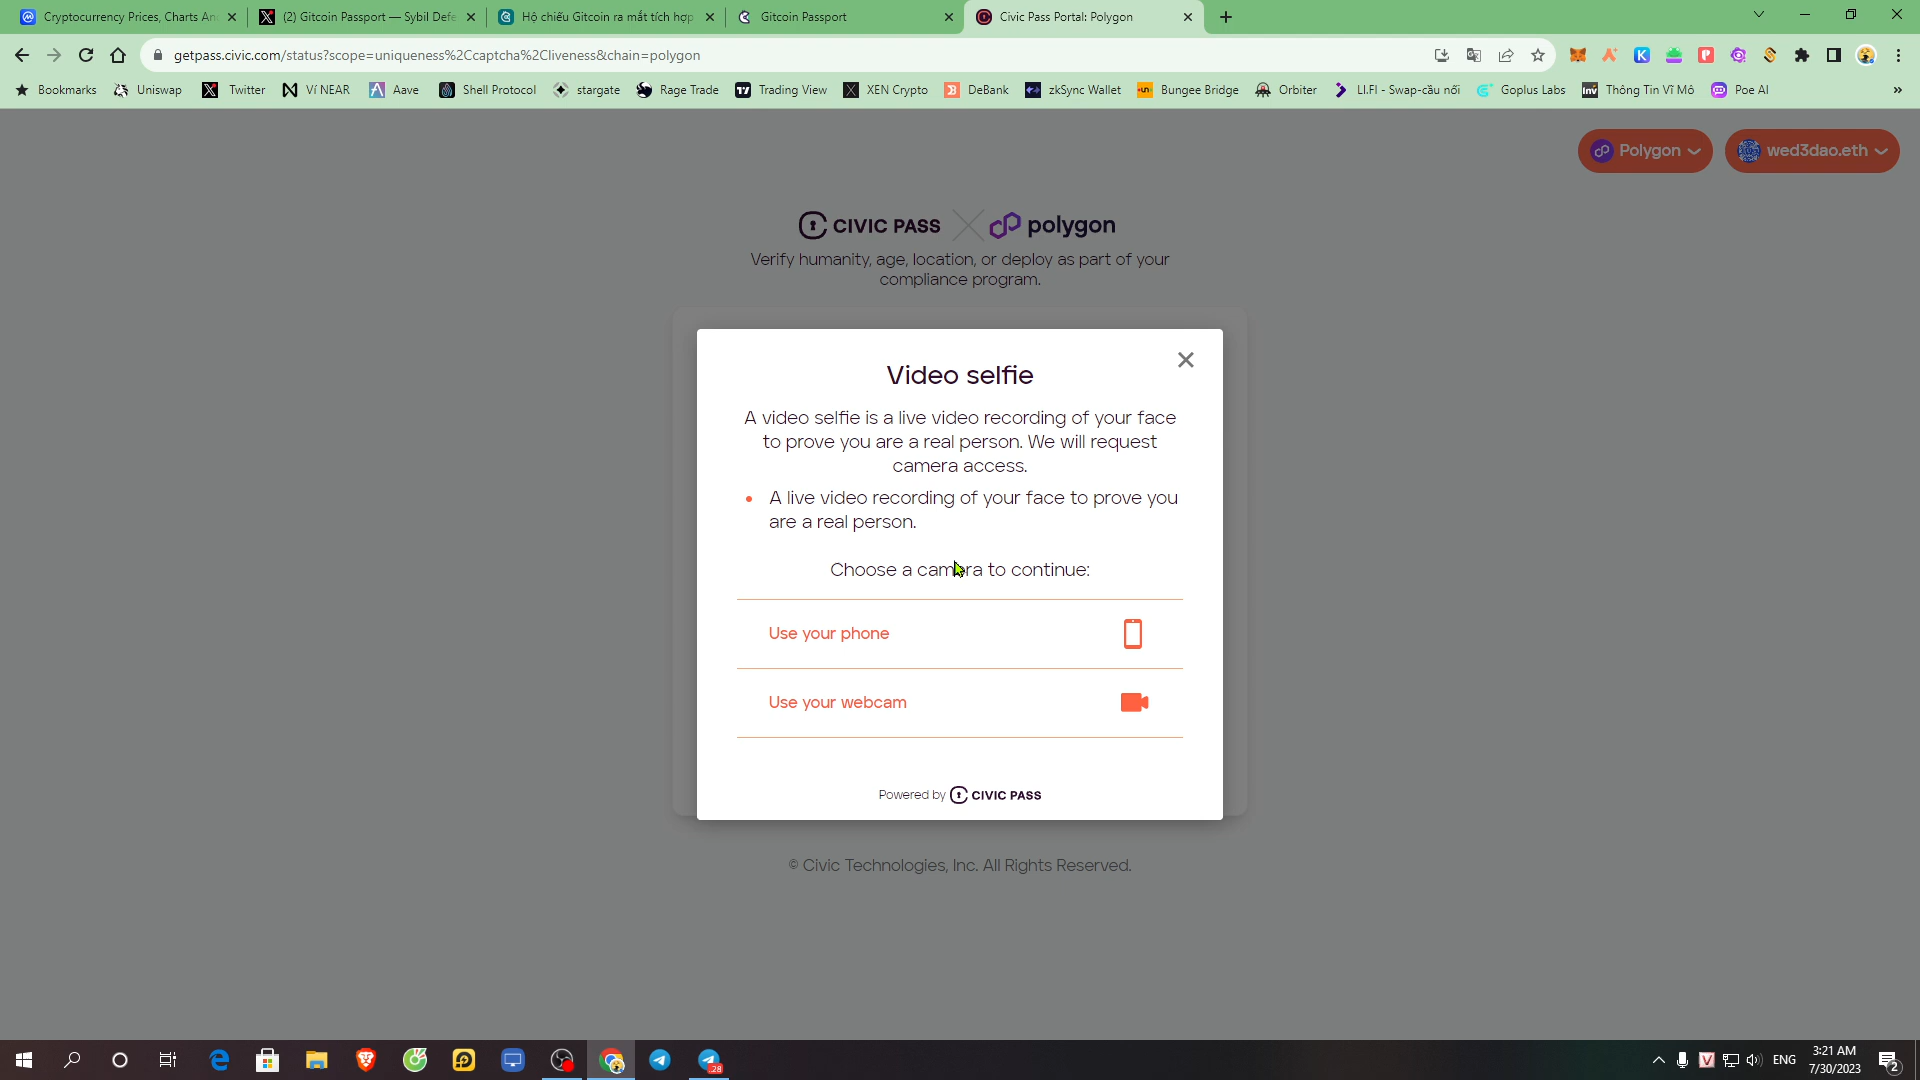 Cryptocurrency Prices, Charts An
(2) Gitcoin Passport — Sybil Defe
Hộ chiếu Gitcoin ra mắt tích hợp
Gitcoin Passport
Civic Pass Portal: Polygon
getpass.civic.com/status?scope=uniqueness%2Ccaptcha%2Cliveness&chain=polygon
Bookmarks
Uniswap
Twitter
Ví NEAR
Aave
Shell Protocol
stargate
Rage Trade
Trading View
XEN Crypto
DeBank
zkSync Wallet
Bungee Bridge
Orbiter
LI.FI - Swap-cầu nối
Goplus Labs
Thông Tin Vĩ Mô
Poe AI
»
Polygon
wed3dao.eth
CIVIC PASS
polygon
Verify humanity, age, location, or deploy as part of your
compliance program.
Video selfie
A video selfie is a live video recording of your face
to prove you are a real person. We will request
camera access.
• A live video recording of your face to prove you
are a real person.
Choose a camera to continue:
Use your phone
Use your webcam
Powered by CIVIC PASS
© Civic Technologies, Inc. All Rights Reserved.
28
ENG
3:21 AM
7/30/2023
2